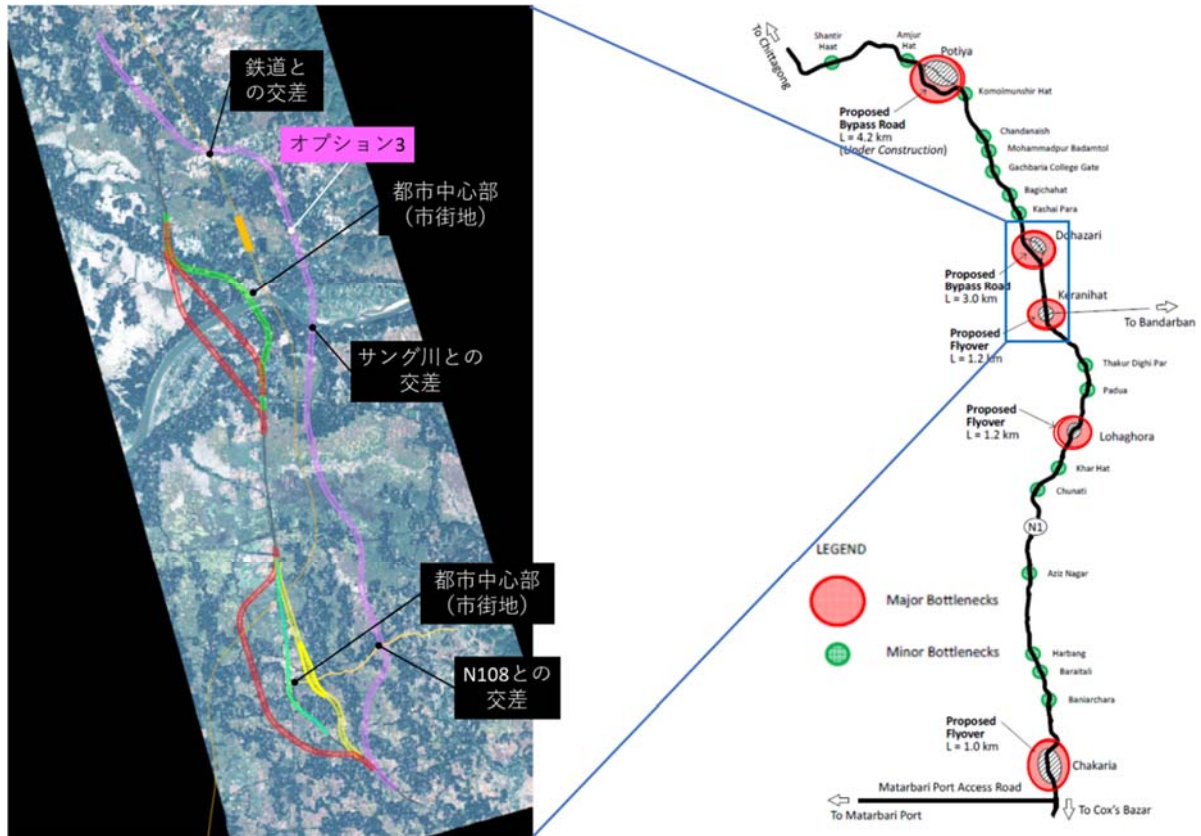 鉄道と
の交差
オプション3
都市中心部
（市街地）
サング川との
交差
都市中心部
（市街地）
N108との
交差
To Chittagong
Shantir
Haat
Amjur
Hat
Potiya
Komolmunshir Hat
Proposed
Bypass Road
L = 4.2 km
(Under Construction)
Chandanaish
Mohammadpur Badamtol
Gachbaria College Gate
Bagichahat
Kashai Para
Dohazari
Proposed
Bypass Road
L = 3.0 km
Keranihat
To Bandarban
Proposed
Flyover
L = 1.2 km
Thakur Dighi Par
Padua
Proposed
Flyover
L = 1.2 km
Lohaghora
Khar Hat
Chunati
N1
LEGEND
Major Bottlenecks
Minor Bottlenecks
Aziz Nagar
Harbang
Baraitali
Baniarchara
Proposed
Flyover
L = 1.0 km
Chakaria
Matarbari Port Access Road
To Matarbari Port
To Cox's Bazar